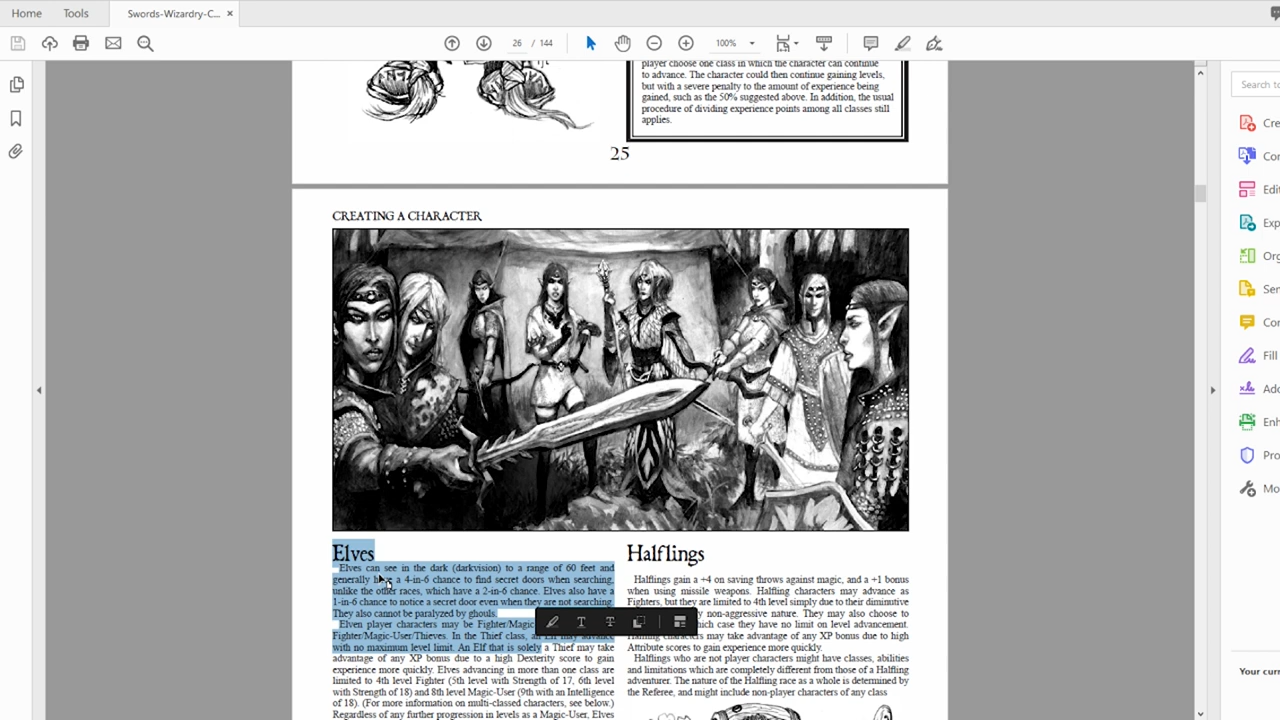 Home
Tools
Swords-Wizardry-C...
26 / 144
100%
Search to
Cre
Edi
Exp
Org
Sen
Fill
Add
Enh
Pro
Mo
Your curre
player choose one class in which the character can continue
to advance. The character could then continue gaining levels,
but with a severe penalty to the amount of experience being
gained, such as the 50% suggested above. In addition, the usual
procedure of dividing experience points among all classes still
applies.
25
CREATING A CHARACTER
Elves
Elves can see in the dark (darkvision) to a range of 60 feet and
generally have a 4-in-6 chance to find secret doors when searching,
unlike the other races, which have a 2-in-6 chance. Elves also have a
1-in-6 chance to notice a secret door even when they are not searching.
They also cannot be paralyzed by ghouls.
Elven player characters may be Fighter/Magic
Fighter/Magic-User/Thieves. In the Thief class, an Elf may advance
with no maximum level limit. An Elf that is solely a Thief may take
advantage of any XP bonus due to a high Dexterity score to gain
experience more quickly. Elves advancing in more than one class are
limited to 4th level Fighter (5th level with Strength of 17, 6th level
with Strength of 18) and 8th level Magic-User (9th with an Intelligence
of 18). (For more information on multi-classed characters, see below.)
Regardless of any further progression in levels as a Magic-User, Elves
Halflings
Halflings gain a +4 on saving throws against magic, and a +1 bonus
when using missile weapons. Halfling characters may advance as
Fighters, but they are limited to 4th level simply due to their diminutive
non-aggressive nature. They may also choose to
which case they have no limit on level advancement.
Halfling characters may take advantage of any XP bonus due to high
Attribute scores to gain experience more quickly.
Halflings who are not player characters might have classes, abilities
and limitations which are completely different from those of a Halfling
adventurer. The nature of the Halfling race as a whole is determined by
the Referee, and might include non-player characters of any class